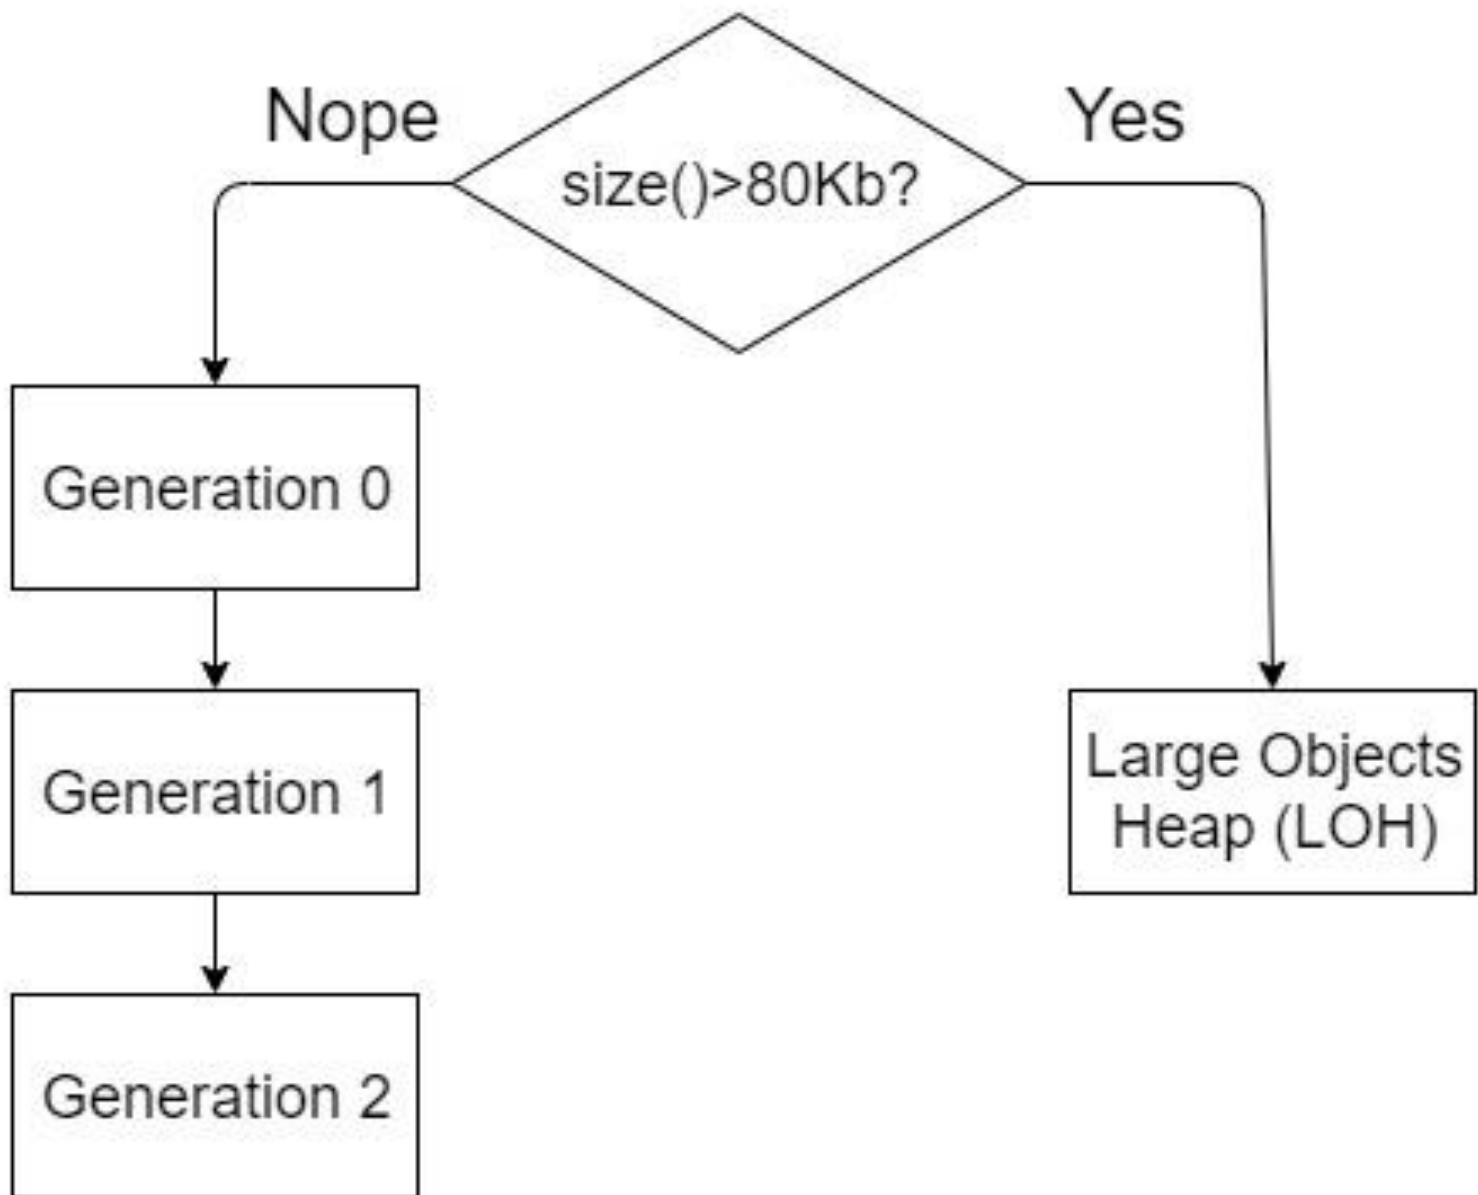 Nope
Yes
size()>80Kb?
Generation 0
Generation 1
Large Objects
Heap (LOH)
Generation 2